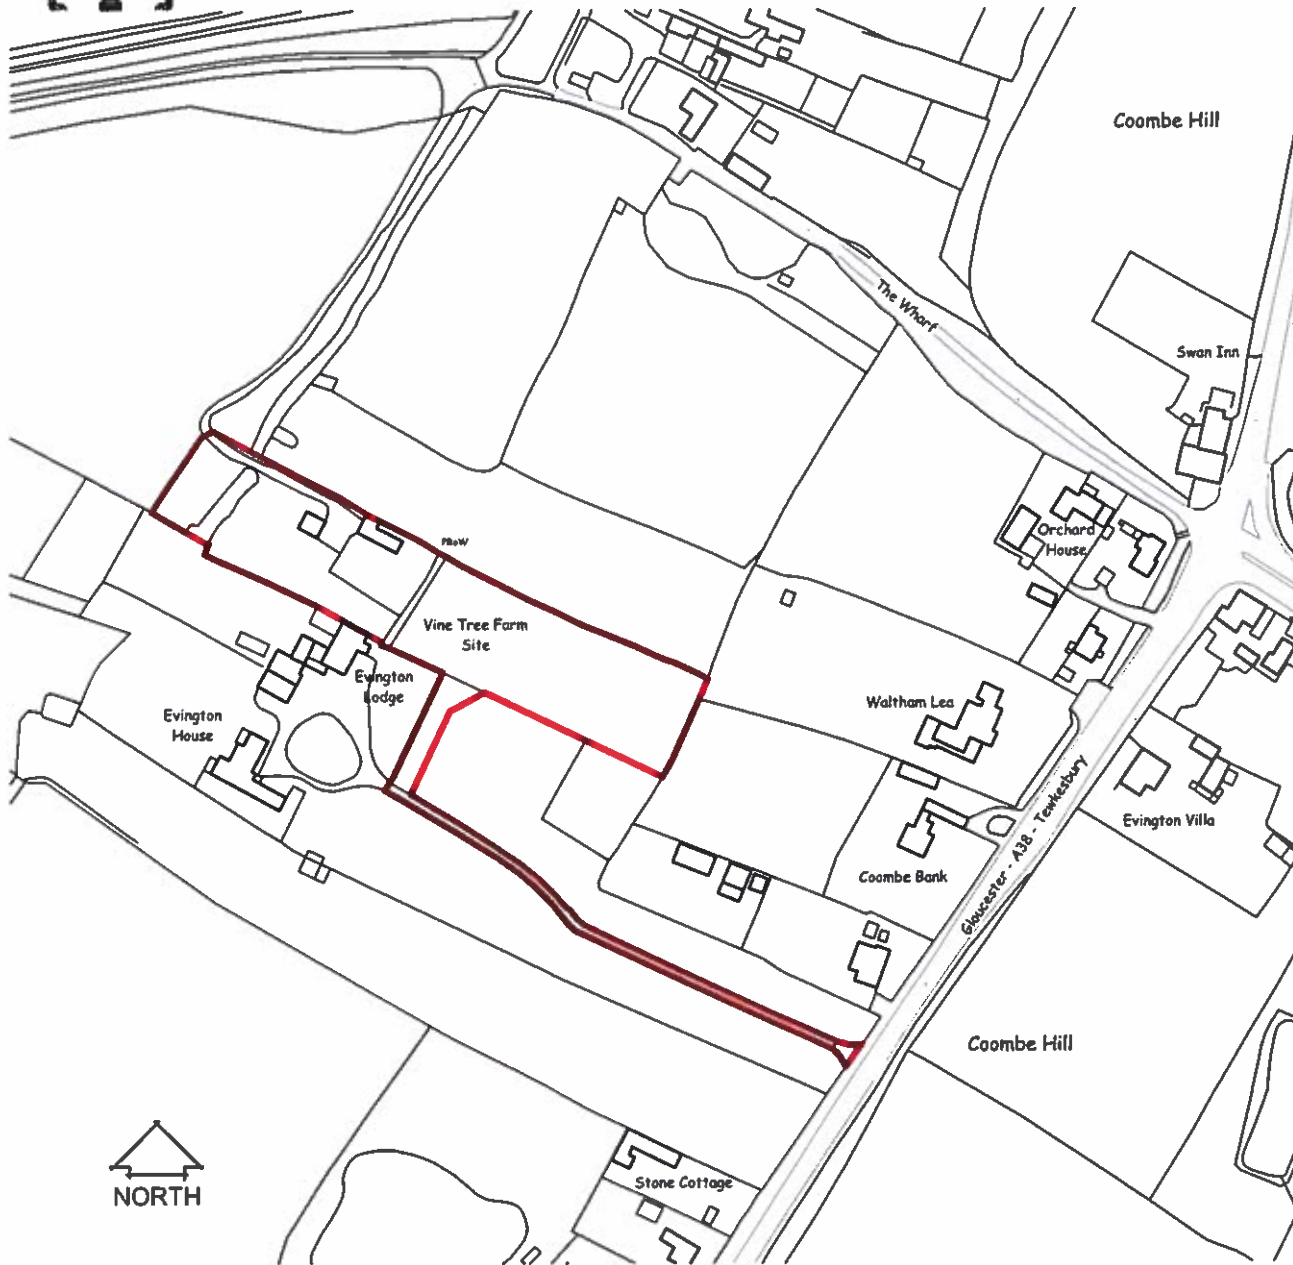 Coombe Hill
The Wharf
Swan Inn
Orchard
House
PRoW
Vine Tree Farm
Site
Evington
Lodge
Waltham Lea
Evington
House
Gloucester - A38 - Tewkesbury
Evington Villa
Coombe Bank
Coombe Hill
Stone Cottage
NORTH